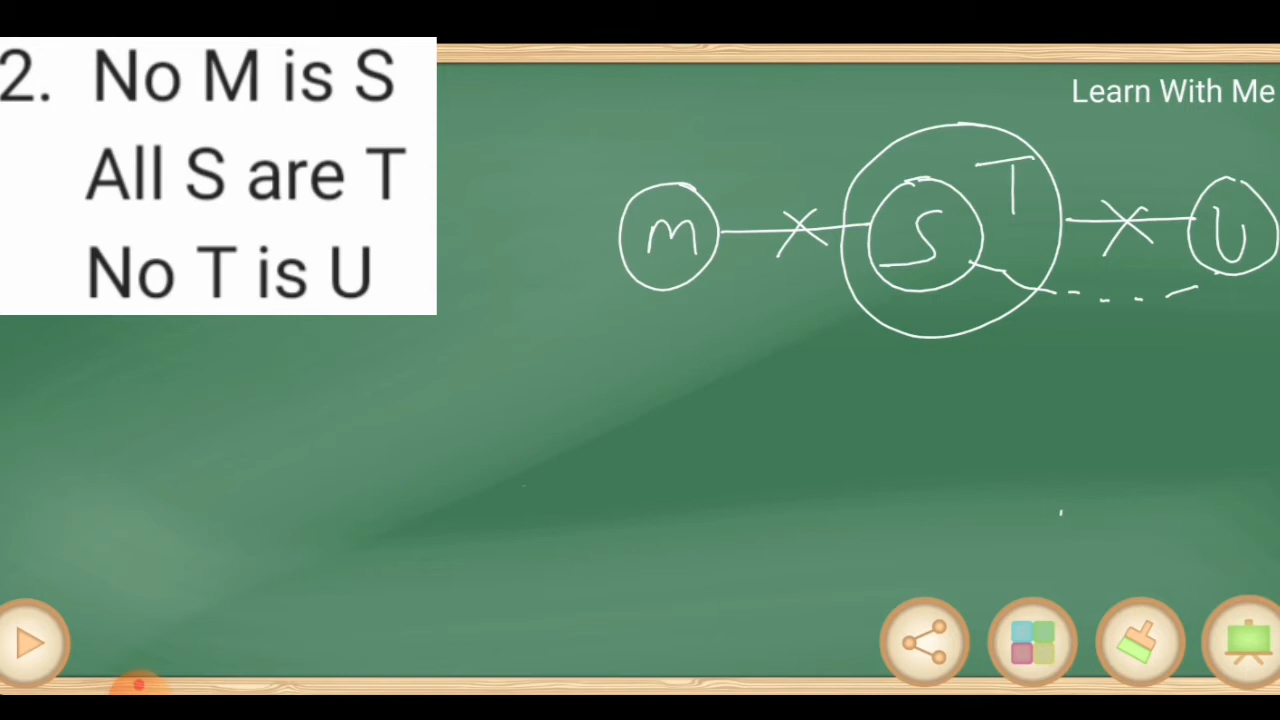 2. No M is S
All S are T
No T is U
Learn With Me
M S T U